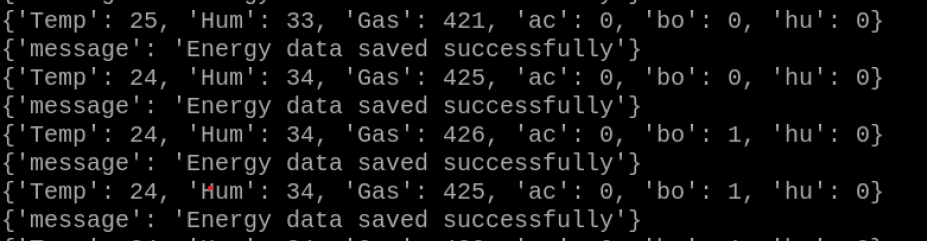 {'Temp': 25, 'Hum': 33, 'Gas': 421, 'ac': 0, 'bo': 0, 'hu': 0}
{'message': 'Energy data saved successfully'}
{'Temp': 24, 'Hum': 34, 'Gas': 425, 'ac': 0, 'bo': 0, 'hu': 0}
{'message': 'Energy data saved successfully'}
{'Temp': 24, 'Hum': 34, 'Gas': 426, 'ac': 0, 'bo': 1, 'hu': 0}
{'message': 'Energy data saved successfully'}
{'Temp': 24, 'Hum': 34, 'Gas': 425, 'ac': 0, 'bo': 1, 'hu': 0}
{'message': 'Energy data saved successfully'}